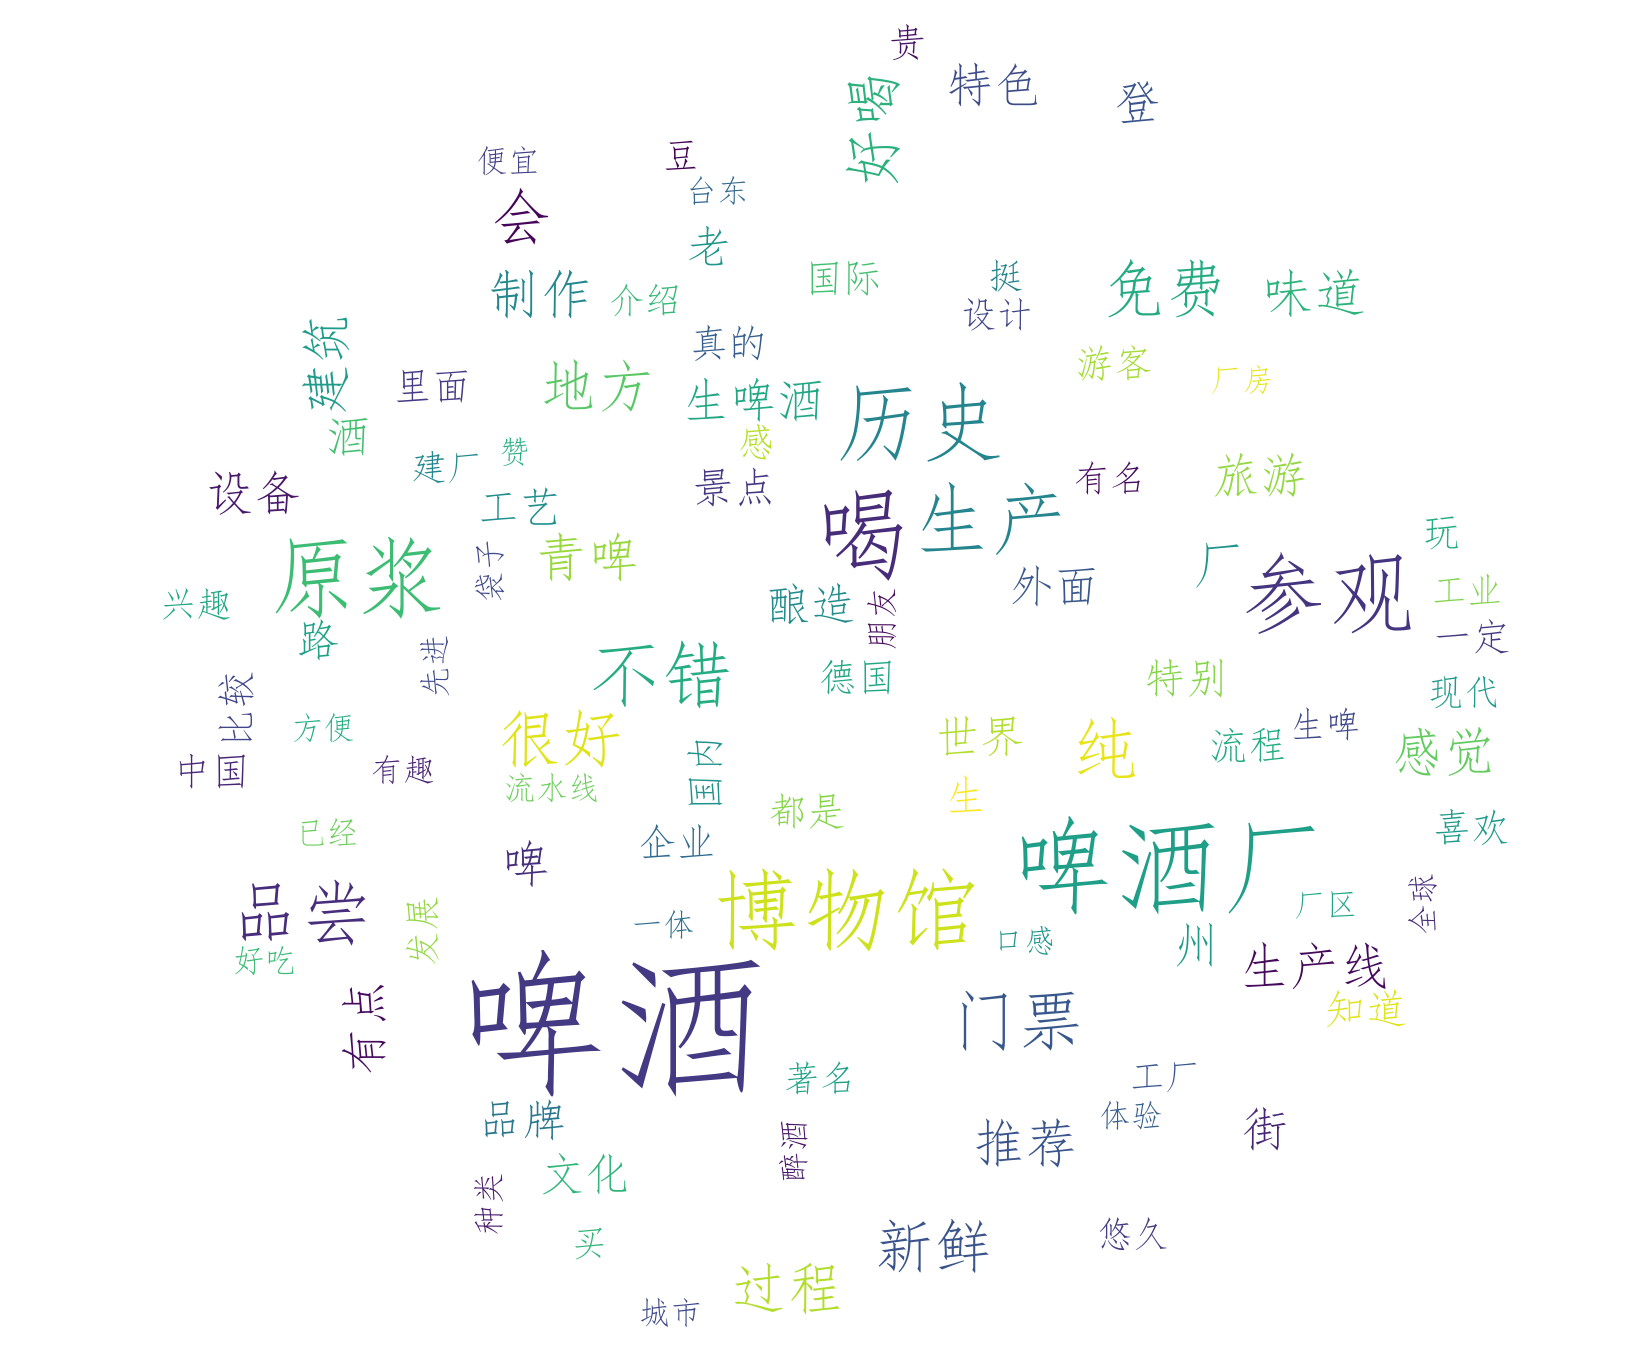 贵
特色
登
好喝
便宜
豆
台东
会
老
制作
介绍
国际
挺
设计
免费
味道
建筑
真的
里面
地方
生啤酒
历史
游客
厂房
酒
感
建厂
赞
设备
工艺
景点
喝
生产
有名
旅游
原浆
袋子
青啤
外面
厂
参观
玩
兴趣
酿造
朋友
工业
一定
路
先进
不错
德国
特别
现代
比较
方便
很好
世界
纯
流程
生啤
感觉
中国
有趣
国内
流水线
生
都是
已经
企业
啤
啤酒厂
喜欢
品尝
发展
一体
博物馆
口感
厂区
全球
好吃
州
生产线
有点
啤酒
门票
知道
著名
工厂
品牌
体验
推荐
街
醉酒
文化
种类
买
新鲜
悠久
过程
城市